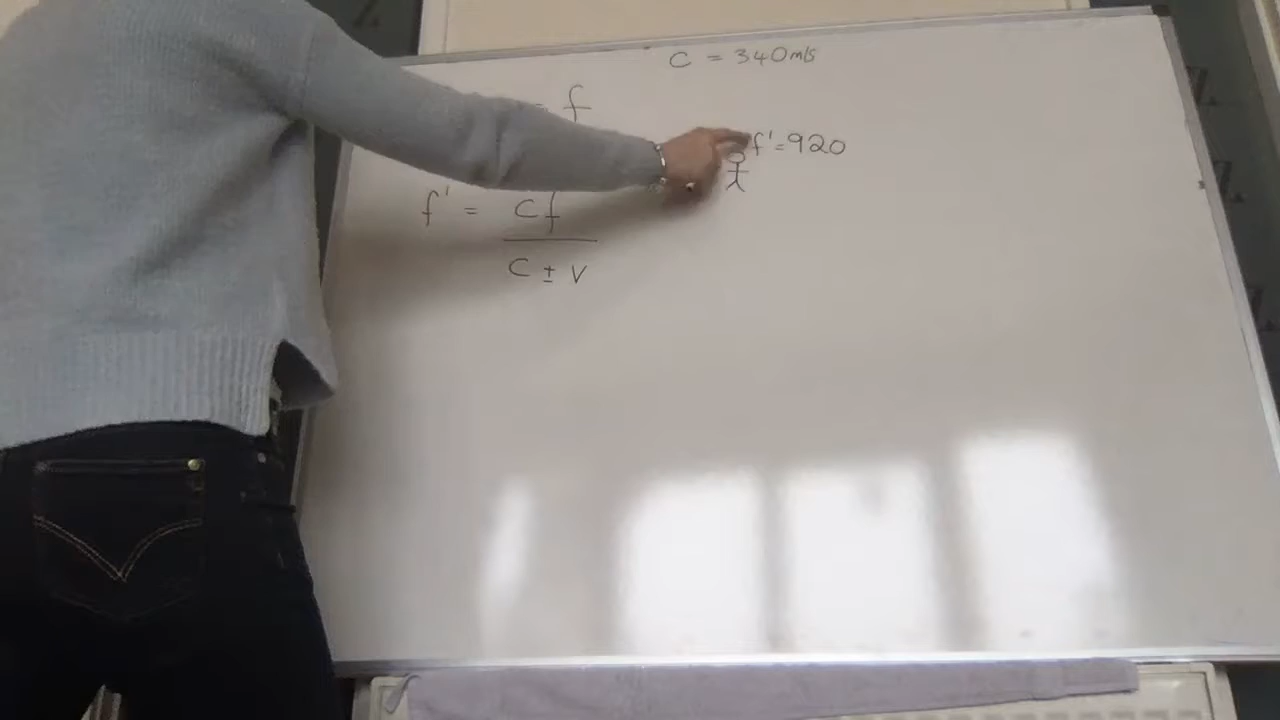 c = 340m/s
= f
f' = 920
f' = cf
c ± v